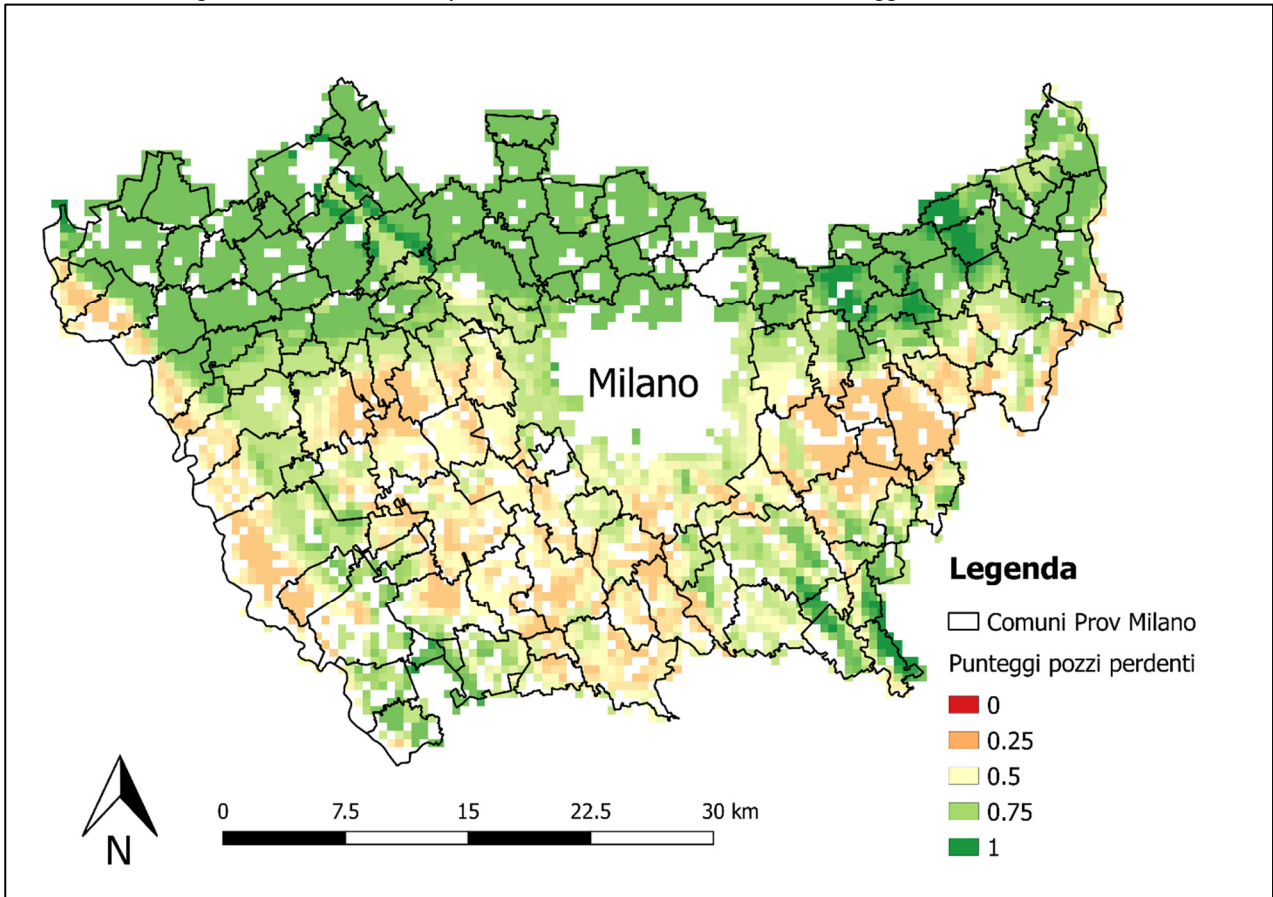 Milano
Legenda
Comuni Prov Milano
Punteggi pozzi perdenti
0
0.25
0.5
0.75
1
0 7.5 15 22.5 30 km
N